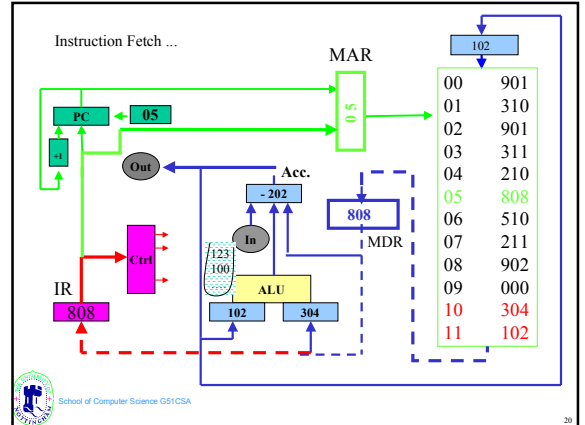 Instruction Fetch ...
MAR
102
PC
05
0 5
+1
Out
Acc.
- 202
In
808
MDR
Ctrl
123
100
ALU
IR
808
102
304
00 901
01 310
02 901
03 311
04 210
05 808
06 510
07 211
08 902
09 000
10 304
11 102
School of Computer Science G51CSA
20